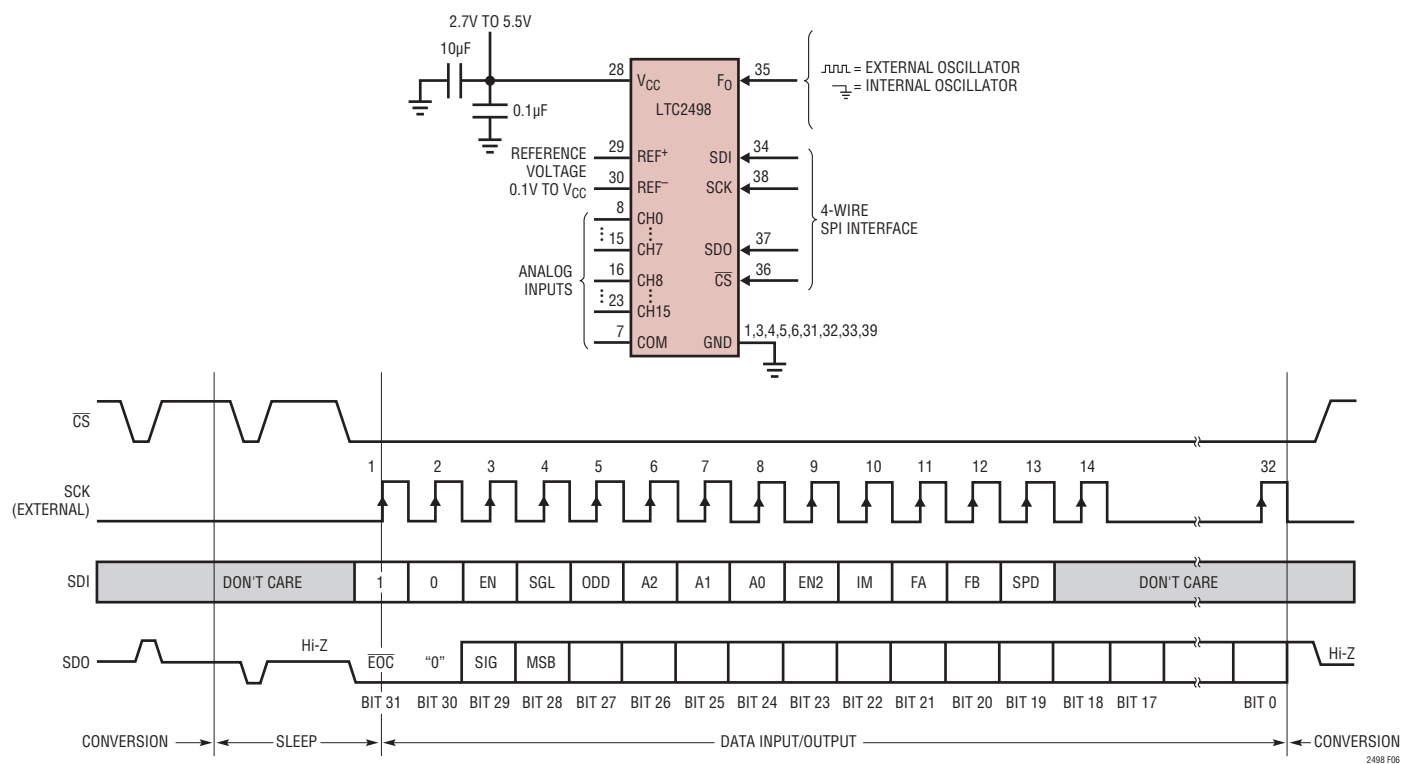 2.7V TO 5.5V
10µF
0.1µF
28 VCC
FO 35
= EXTERNAL OSCILLATOR
= INTERNAL OSCILLATOR
LTC2498
REFERENCE
VOLTAGE
0.1V TO VCC
29 REF+
30 REF–
SDI 34
SCK 38
SDO 37
CS 36
4-WIRE
SPI INTERFACE
ANALOG
INPUTS
8 CH0
15 CH7
16 CH8
23 CH15
7 COM
GND 1,3,4,5,6,31,32,33,39
CS
1 2 3 4 5 6 7 8 9 10 11 12 13 14 32
SCK
(EXTERNAL)
SDI DON'T CARE 1 0 EN SGL ODD A2 A1 A0 EN2 IM FA FB SPD DON'T CARE
SDO Hi-Z EOC "0" SIG MSB Hi-Z
BIT 31 BIT 30 BIT 29 BIT 28 BIT 27 BIT 26 BIT 25 BIT 24 BIT 23 BIT 22 BIT 21 BIT 20 BIT 19 BIT 18 BIT 17 BIT 0
CONVERSION SLEEP DATA INPUT/OUTPUT CONVERSION
2498 F06